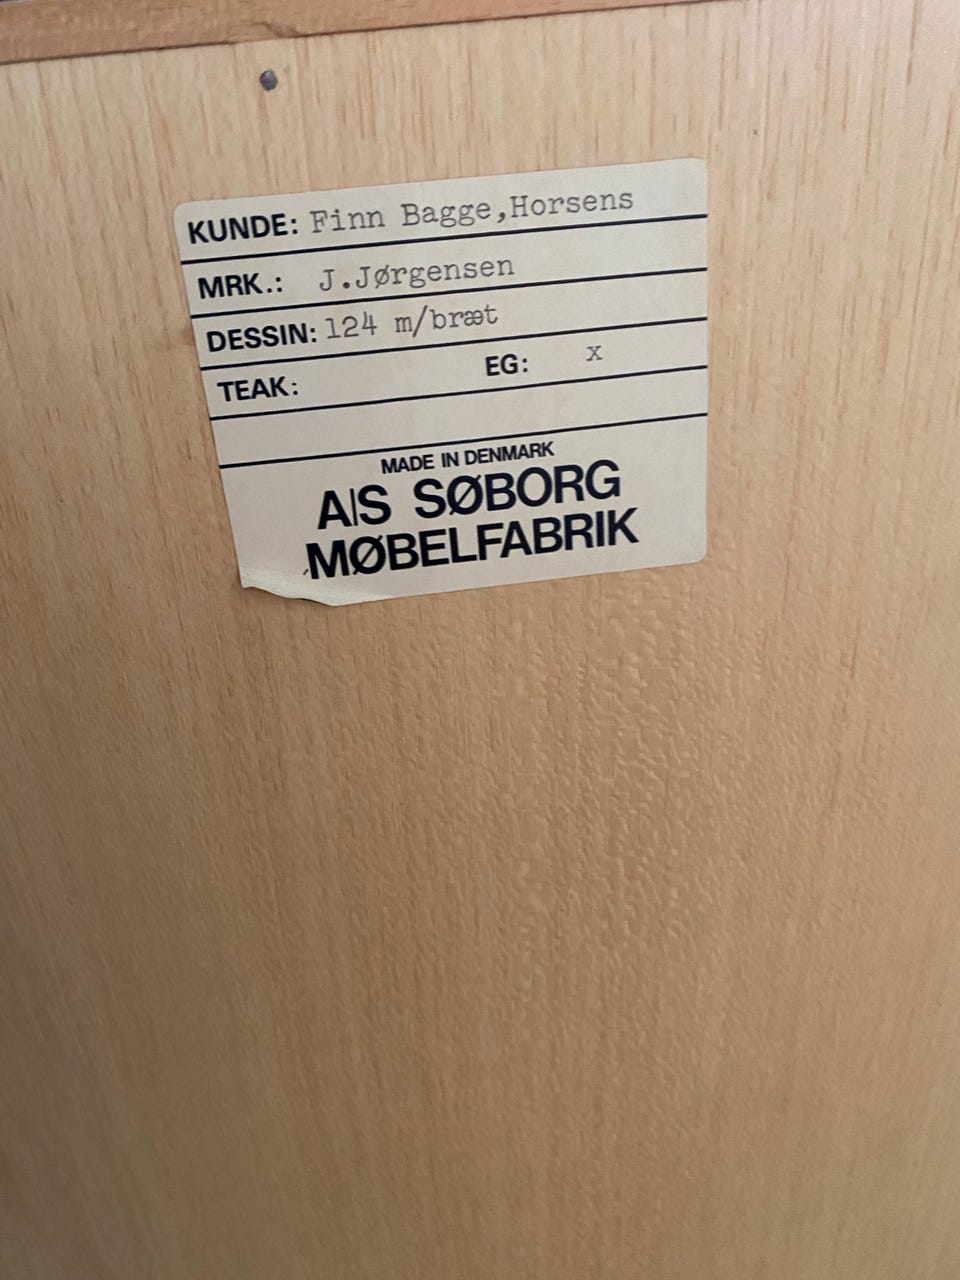 KUNDE: Finn Bagge,Horsens
MRK.: J.Jørgensen
DESSIN: 124 m/bræt
TEAK: EG: x
MADE IN DENMARK
A/S SØBORG
MØBELFABRIK